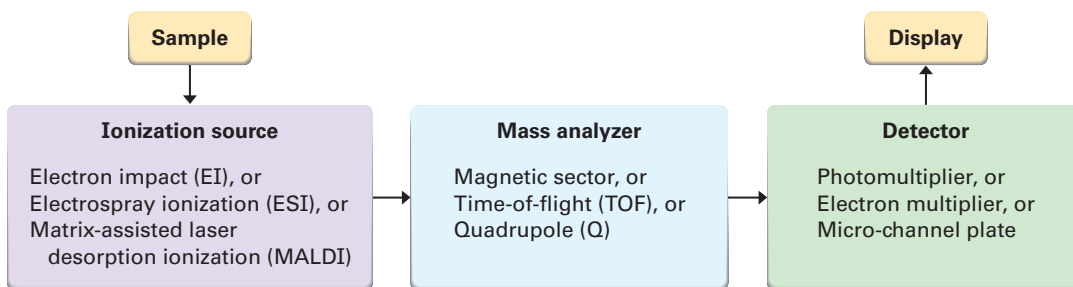 Sample
Display
Ionization source
Electron impact (EI), or
Electrospray ionization (ESI), or
Matrix-assisted laser
desorption ionization (MALDI)
Mass analyzer
Magnetic sector, or
Time-of-flight (TOF), or
Quadrupole (Q)
Detector
Photomultiplier, or
Electron multiplier, or
Micro-channel plate